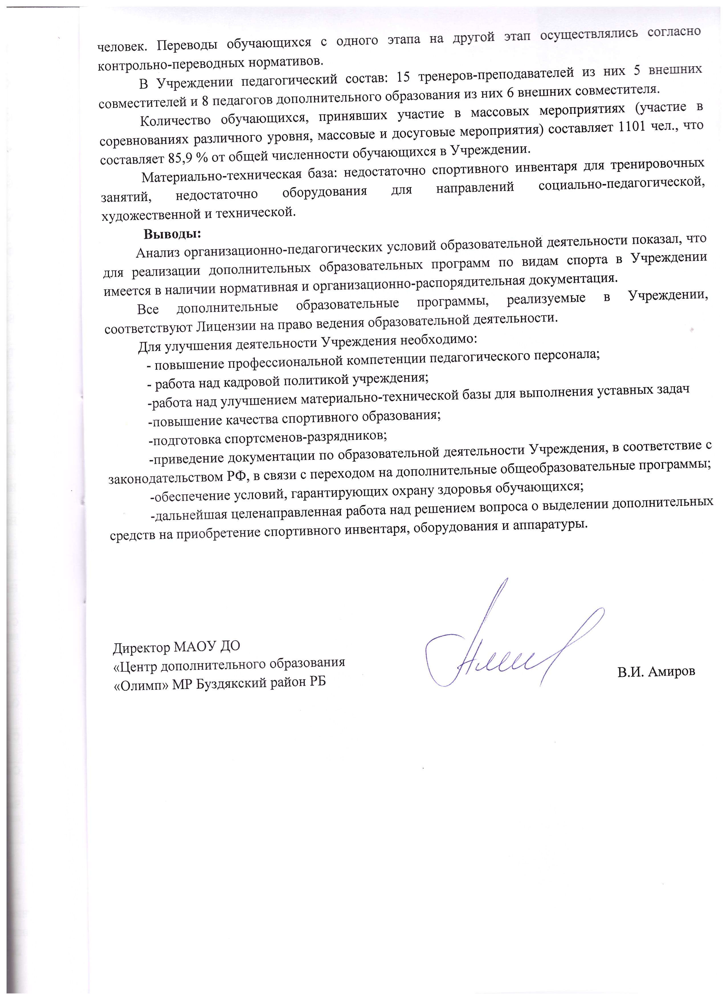 человек. Переводы обучающихся с одного этапа на другой этап осуществлялись согласно
контрольно-переводных нормативов.
В Учреждении педагогический состав: 15 тренеров-преподавателей из них 5 внешних
совместителей и 8 педагогов дополнительного образования из них 6 внешних совместителя.
Количество обучающихся, принявших участие в массовых мероприятиях (участие в
соревнованиях различного уровня, массовые и досуговые мероприятия) составляет 1101 чел., что
составляет 85,9 % от общей численности обучающихся в Учреждении.
Материально-техническая база: недостаточно спортивного инвентаря для тренировочных
занятий, недостаточно оборудования для направлений социально-педагогической,
художественной и технической.
Выводы:
Анализ организационно-педагогических условий образовательной деятельности показал, что
для реализации дополнительных образовательных программ по видам спорта в Учреждении
имеется в наличии нормативная и организационно-распорядительная документация.
Все дополнительные образовательные программы, реализуемые в Учреждении,
соответствуют Лицензии на право ведения образовательной деятельности.
Для улучшения деятельности Учреждения необходимо:
- повышение профессиональной компетенции педагогического персонала;
- работа над кадровой политикой учреждения;
-работа над улучшением материально-технической базы для выполнения уставных задач
-повышение качества спортивного образования;
-подготовка спортсменов-разрядников;
-приведение документации по образовательной деятельности Учреждения, в соответствие с
законодательством РФ, в связи с переходом на дополнительные общеобразовательные программы;
-обеспечение условий, гарантирующих охрану здоровья обучающихся;
-дальнейшая целенаправленная работа над решением вопроса о выделении дополнительных
средств на приобретение спортивного инвентаря, оборудования и аппаратуры.
Директор МАОУ ДО
«Центр дополнительного образования
«Олимп» МР Буздякский район РБ
В.И. Амиров